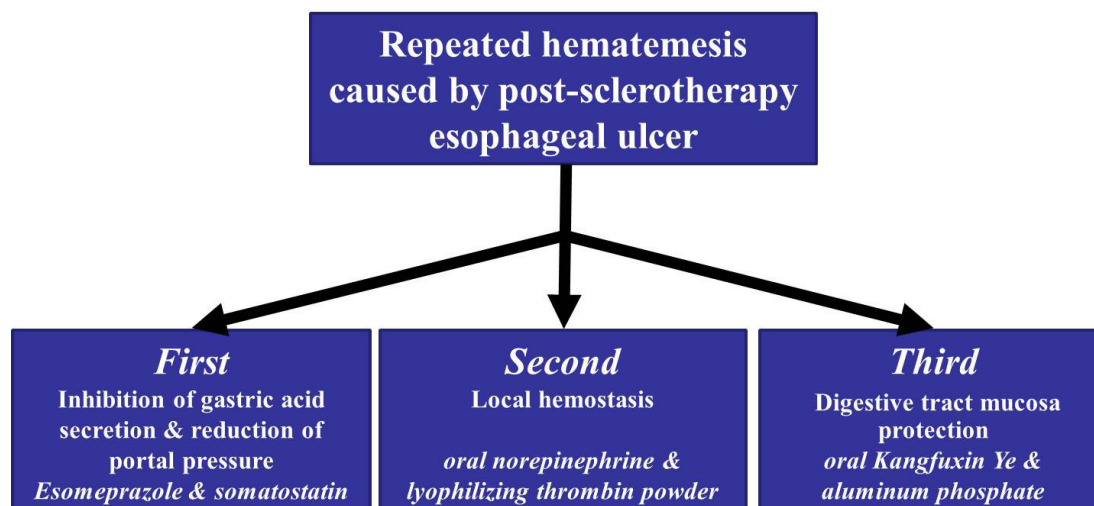 Repeated hematemesis
caused by post-sclerotherapy
esophageal ulcer
First
Inhibition of gastric acid
secretion & reduction of
portal pressure
Esomeprazole & somatostatin
Second
Local hemostasis
oral norepinephrine &
lyophilizing thrombin powder
Third
Digestive tract mucosa
protection
oral Kangfuxin Ye &
aluminum phosphate